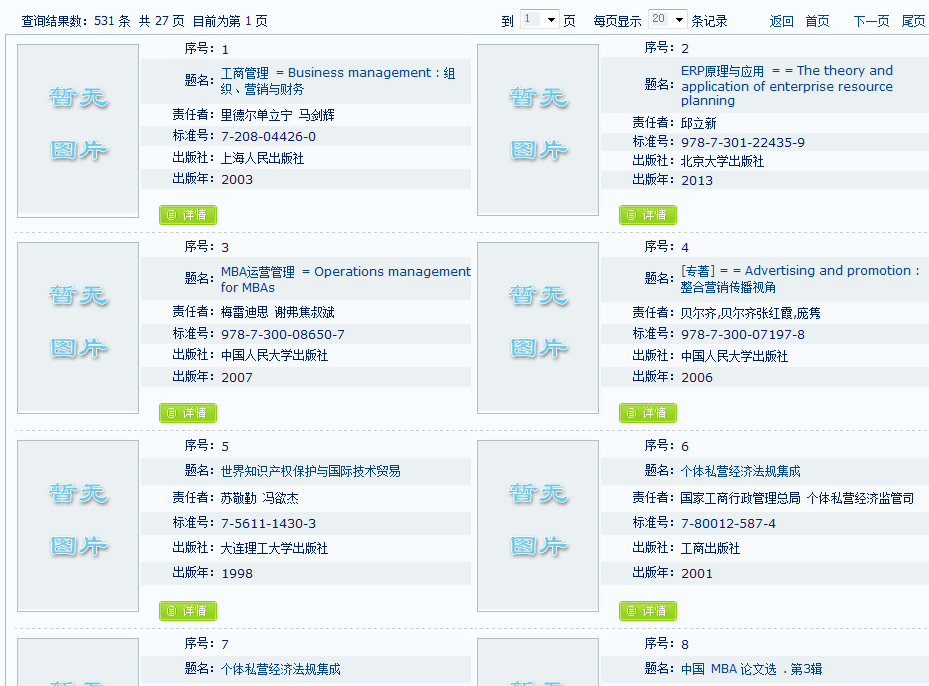 查询结果数：531 条 共 27 页 目前为第 1 页 到 1 页 每页显示 20 条记录 返回 首页 下一页 尾页
暂无
图片
序号：1
题名：工商管理 = Business management：组
织、营销与财务
责任者：里德尔单立宁 马剑辉
标准号：7-208-04426-0
出版社：上海人民出版社
出版年：2003
详情
暂无
图片
序号：2
题名：ERP原理与应用 = = The theory and
application of enterprise resource
planning
责任者：邱立新
标准号：978-7-301-22435-9
出版社：北京大学出版社
出版年：2013
详情
暂无
图片
序号：3
题名：MBA运营管理 = Operations management
for MBAs
责任者：梅雷迪思 谢弗焦叔斌
标准号：978-7-300-08650-7
出版社：中国人民大学出版社
出版年：2007
详情
暂无
图片
序号：4
题名：[专著] = = Advertising and promotion：
整合营销传播视角
责任者：贝尔齐,贝尔齐张红霞,庞隽
标准号：978-7-300-07197-8
出版社：中国人民大学出版社
出版年：2006
详情
暂无
图片
序号：5
题名：世界知识产权保护与国际技术贸易
责任者：苏敬勤 冯欲杰
标准号：7-5611-1430-3
出版社：大连理工大学出版社
出版年：1998
详情
暂无
图片
序号：6
题名：个体私营经济法规集成
责任者：国家工商行政管理总局 个体私营经济监管司
标准号：7-80012-587-4
出版社：工商出版社
出版年：2001
详情
序号：7
题名：个体私营经济法规集成
序号：8
题名：中国 MBA 论文选 . 第3辑